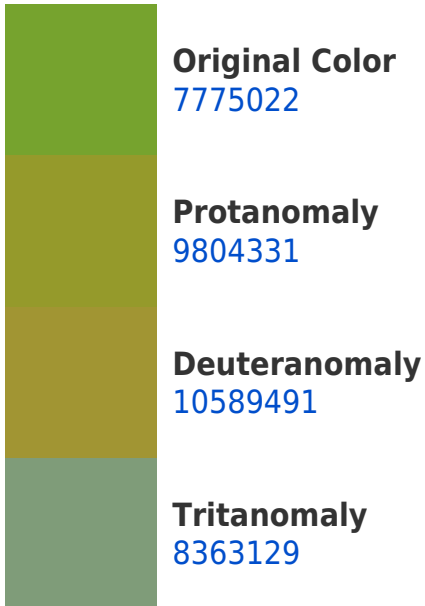 Original Color
7775022
Protanomaly
9804331
Deuteranomaly
10589491
Tritanomaly
8363129